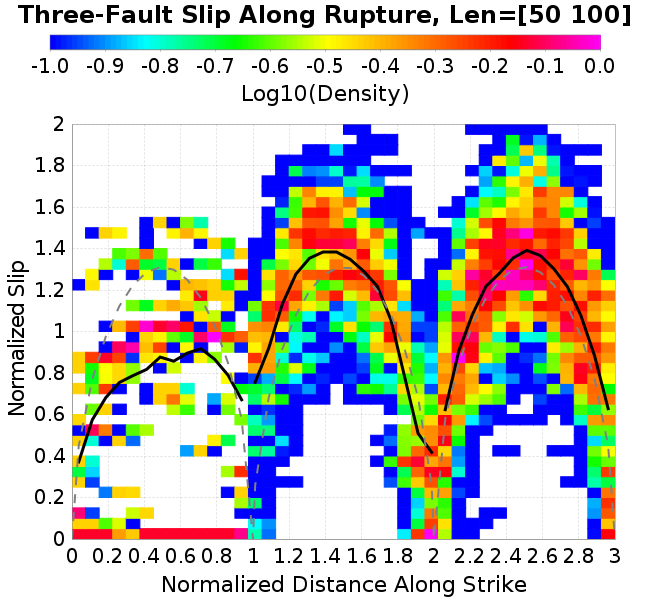 Three-Fault Slip Along Rupture, Len=[50 100]
-1.0 -0.9 -0.8 -0.7 -0.6 -0.5 -0.4 -0.3 -0.2 -0.1 0.0
Log10(Density)
Normalized Slip
2
1.8
1.6
1.4
1.2
1
0.8
0.6
0.4
0.2
0
0 0.2 0.4 0.6 0.8 1 1.2 1.4 1.6 1.8 2 2.2 2.4 2.6 2.8 3
Normalized Distance Along Strike